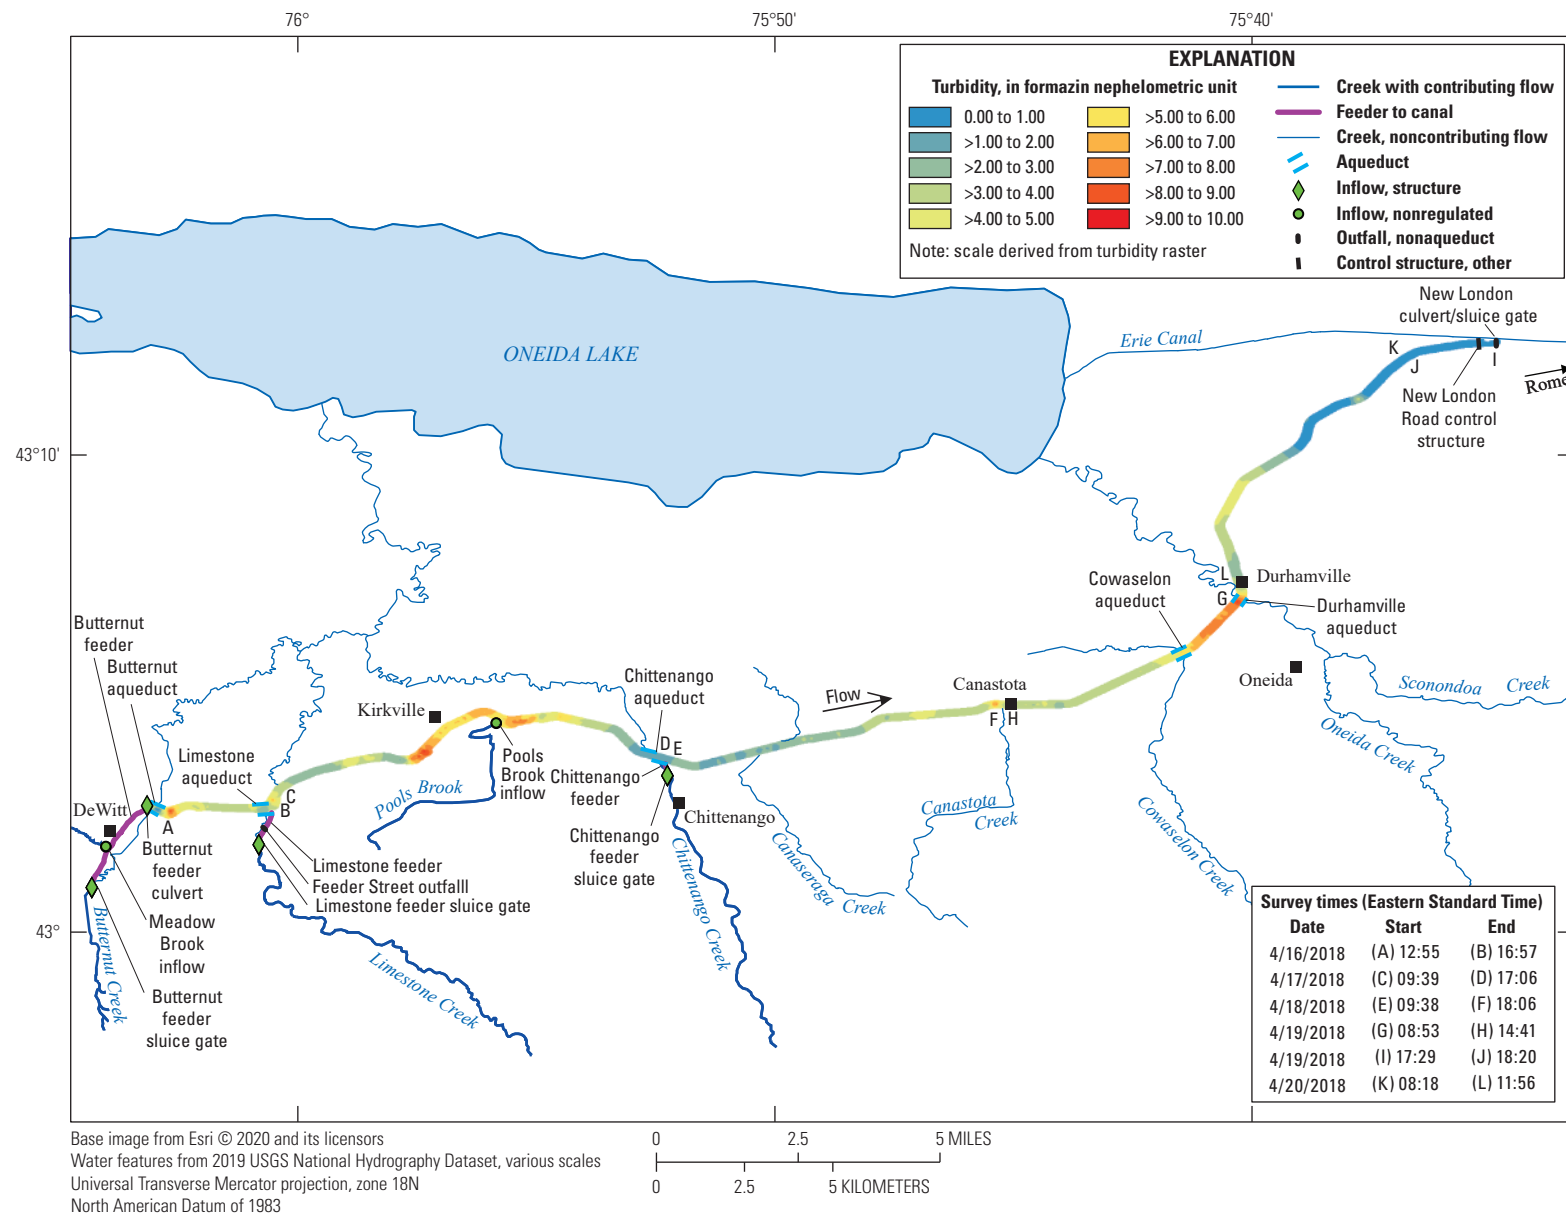 76°
75°50'
75°40'
EXPLANATION
Turbidity, in formazin nephelometric unit
0.00 to 1.00
>1.00 to 2.00
>2.00 to 3.00
>3.00 to 4.00
>4.00 to 5.00
>5.00 to 6.00
>6.00 to 7.00
>7.00 to 8.00
>8.00 to 9.00
>9.00 to 10.00
Note: scale derived from turbidity raster
Creek with contributing flow
Feeder to canal
Creek, noncontributing flow
Aqueduct
Inflow, structure
Inflow, nonregulated
Outfall, nonaqueduct
Control structure, other
New London
culvert/sluice gate
Erie Canal
K
J
I
Rome
New London
Road control
structure
ONEIDA LAKE
43°10'
Cowaselon
aqueduct
L
Durhamville
G
Durhamville
aqueduct
Oneida
Sconondoa Creek
Oneida Creek
Butternut
feeder
Butternut
aqueduct
Limestone
aqueduct
Kirkville
Chittenango
aqueduct
D
E
Flow
Canastota
F
H
Pools
Brook
inflow
Chittenango
feeder
Pools Brook
C
B
A
DeWitt
Chittenango
Canastota
Creek
Cowaselon Creek
Butternut
feeder
culvert
Limestone feeder
Feeder Street outfalll
Limestone feeder sluice gate
Chittenango
feeder
sluice gate
Chittenango Creek
Canaseraga Creek
43°
Meadow
Brook
inflow
Butternut Creek
Limestone Creek
Butternut
feeder
sluice gate
Survey times (Eastern Standard Time)
Date Start End
4/16/2018 (A) 12:55 (B) 16:57
4/17/2018 (C) 09:39 (D) 17:06
4/18/2018 (E) 09:38 (F) 18:06
4/19/2018 (G) 08:53 (H) 14:41
4/19/2018 (I) 17:29 (J) 18:20
4/20/2018 (K) 08:18 (L) 11:56
Base image from Esri © 2020 and its licensors
Water features from 2019 USGS National Hydrography Dataset, various scales
Universal Transverse Mercator projection, zone 18N
North American Datum of 1983
0 2.5 5 MILES
0 2.5 5 KILOMETERS